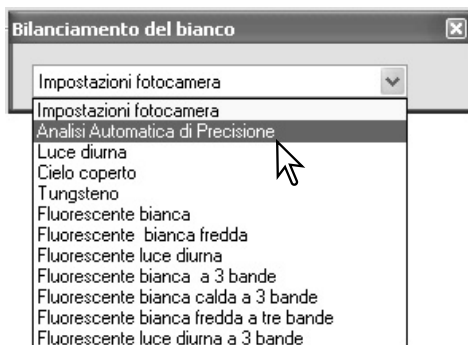 Bilanciamento del bianco
Impostazioni fotocamera
Impostazioni fotocamera
Analisi Automatica di Precisione
Luce diurna
Cielo coperto
Tungsteno
Fluorescente bianca
Fluorescente  bianca fredda
Fluorescente luce diurna
Fluorescente bianca  a 3 bande
Fluorescente bianca calda a 3 bande
Fluorescente bianca fredda a tre bande
Fluorescente luce diurna a 3 bande